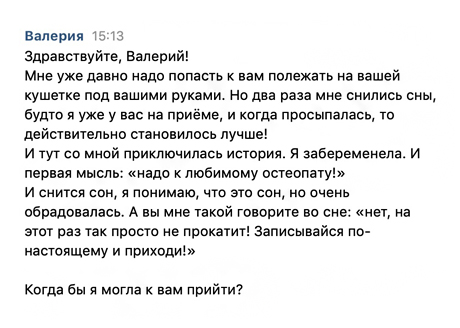 Валерия 15:13
Здравствуйте, Валерий!
Мне уже давно надо попасть к вам полежать на вашей
кушетке под вашими руками. Но два раза мне снились сны,
будто я уже у вас на приёме, и когда просыпалась, то
действительно становилось лучше!
И тут со мной приключилась история. Я забеременела. И
первая мысль: «надо к любимому остеопату!»
И снится сон, я понимаю, что это сон, но очень
обрадовалась. А вы мне такой говорите во сне: «нет, на
этот раз так просто не прокатит! Записывайся по-
настоящему и приходи!»
Когда бы я могла к вам прийти?